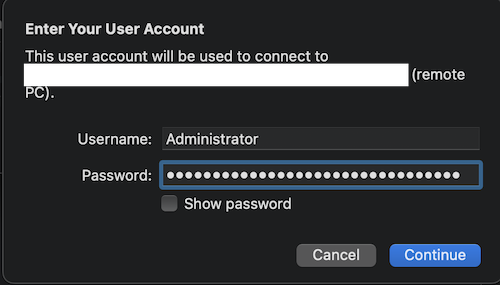 Enter Your User Account
This user account will be used to connect to
(remote
PC).
Username: Administrator
Password: ●●●●●●●●●●●●●●●●●●●●●●●●●●●●●●●●
Show password
Cancel Continue